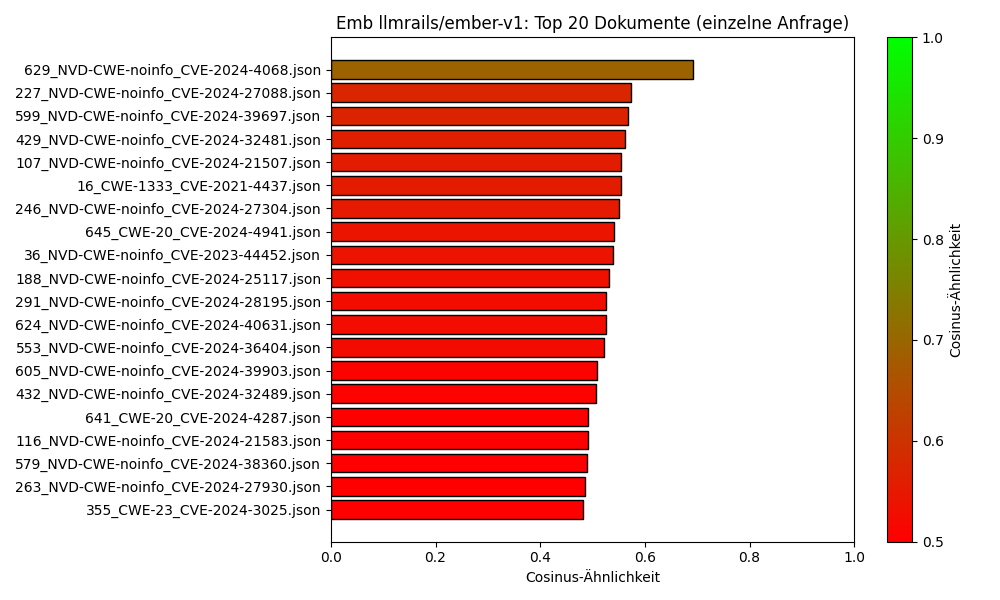 Emb llmrails/ember-v1: Top 20 Dokumente (einzelne Anfrage)
629_NVD-CWE-noinfo_CVE-2024-4068.json
227_NVD-CWE-noinfo_CVE-2024-27088.json
599_NVD-CWE-noinfo_CVE-2024-39697.json
429_NVD-CWE-noinfo_CVE-2024-32481.json
107_NVD-CWE-noinfo_CVE-2024-21507.json
16_CWE-1333_CVE-2021-4437.json
246_NVD-CWE-noinfo_CVE-2024-27304.json
645_CWE-20_CVE-2024-4941.json
36_NVD-CWE-noinfo_CVE-2023-44452.json
188_NVD-CWE-noinfo_CVE-2024-25117.json
291_NVD-CWE-noinfo_CVE-2024-28195.json
624_NVD-CWE-noinfo_CVE-2024-40631.json
553_NVD-CWE-noinfo_CVE-2024-36404.json
605_NVD-CWE-noinfo_CVE-2024-39903.json
432_NVD-CWE-noinfo_CVE-2024-32489.json
641_CWE-20_CVE-2024-4287.json
116_NVD-CWE-noinfo_CVE-2024-21583.json
579_NVD-CWE-noinfo_CVE-2024-38360.json
263_NVD-CWE-noinfo_CVE-2024-27930.json
355_CWE-23_CVE-2024-3025.json
0.0 0.2 0.4 0.6 0.8 1.0
Cosinus-Ähnlichkeit
1.0
0.9
0.8
0.7
0.6
0.5
Cosinus-Ähnlichkeit